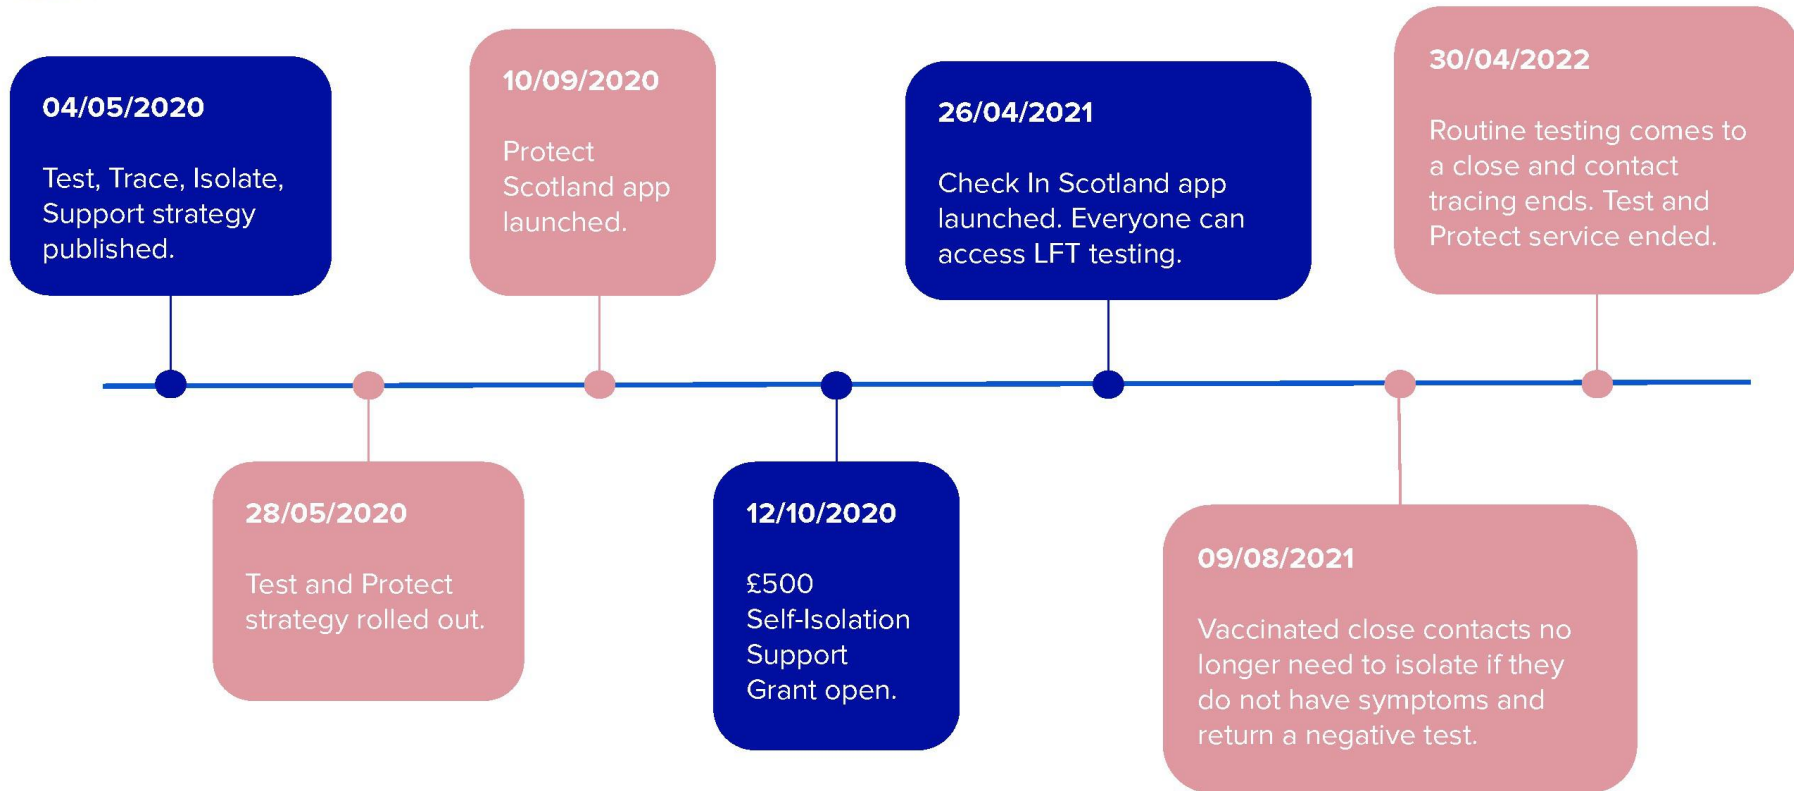 04/05/2020
Test, Trace, Isolate,
Support strategy
published.
28/05/2020
Test and Protect
strategy rolled out.
10/09/2020
Protect
Scotland app
launched.
12/10/2020
£500
Self-Isolation
Support
Grant open.
26/04/2021
Check In Scotland app
launched. Everyone can
access LFT testing.
09/08/2021
Vaccinated close contacts no
longer need to isolate if they
do not have symptoms and
return a negative test.
30/04/2022
Routine testing comes to
a close and contact
tracing ends. Test and
Protect service ended.